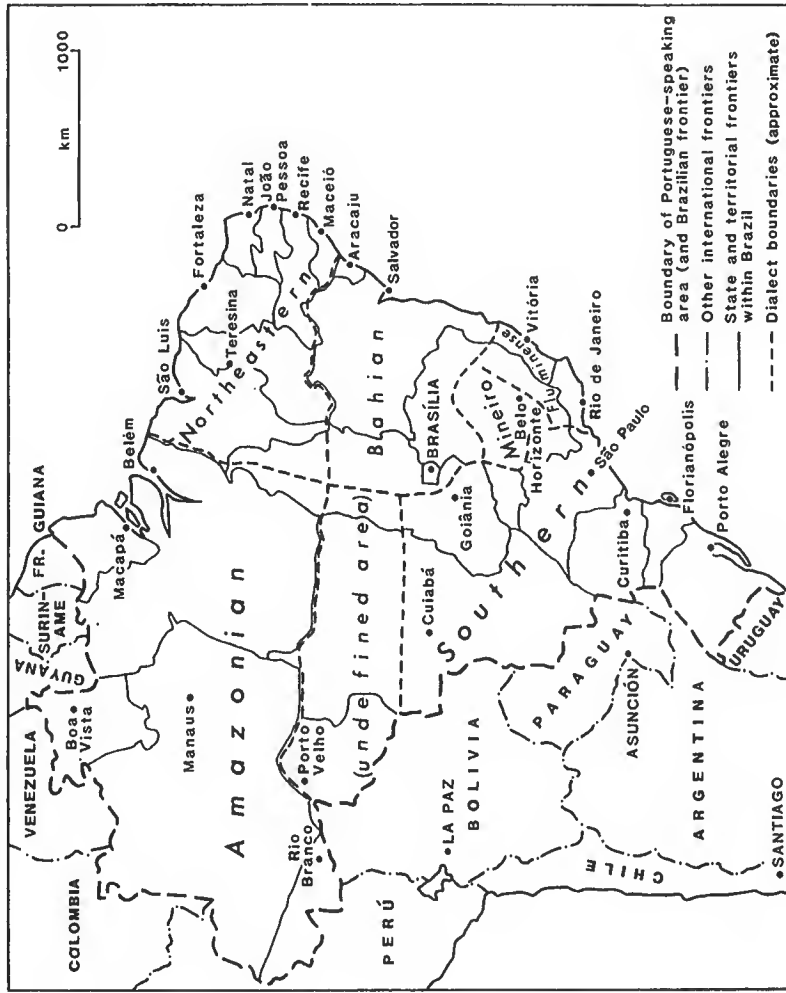 0 km 1000
VENEZUELA
COLOMBIA
GUYANA
SURIN-
AME
FR. GUIANA
Boa
Vista
Macapá
Belém
São Luis
Fortaleza
Teresina
Natal
João
Pessoa
Recife
Maceió
Aracaju
Salvador
Manaus
Amazonian
Northeastern
Porto
Velho
Rio
Branco
(undefined area)
Bahian
PERÚ
LA PAZ
BOLIVIA
Cuiabá
BRASÍLIA
Goiânia
Mineiro
Belo
Horizonte
Fluminense
Vitória
Rio de Janeiro
São Paulo
Southern
PARAGUAY
ASUNCIÓN
Curitiba
Florianópolis
Porto Alegre
CHILE
ARGENTINA
URUGUAY
SANTIAGO
Boundary of Portuguese-speaking
area (and Brazilian frontier)
Other international frontiers
State and territorial frontiers
within Brazil
Dialect boundaries (approximate)